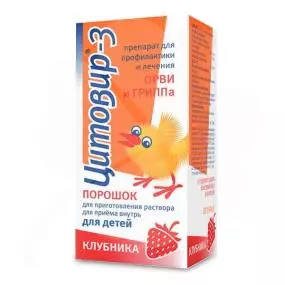 Цитовир®-3
препарат для
профилактики
и лечения
ОРВИ
и ГРИППа
ПОРОШОК
для приготовления раствора
для приёма внутрь
для детей
КЛУБНИКА